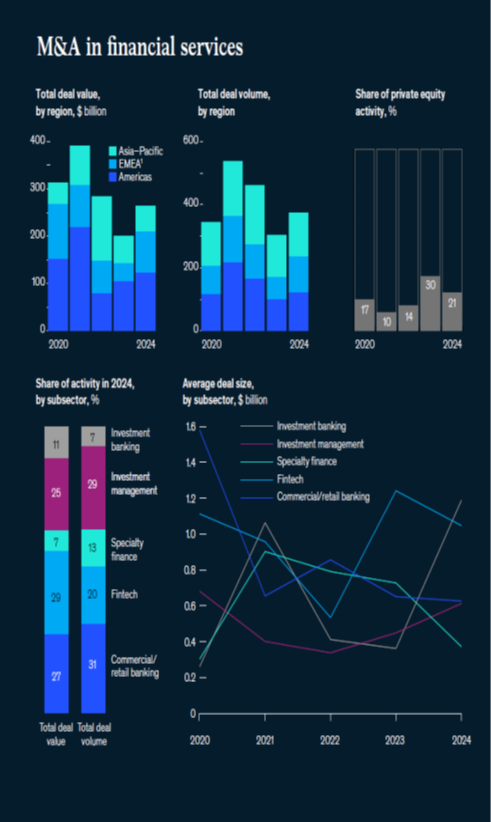 M&A in financial services
Total deal value,
by region, $ billion
400
300
200
100
0
Asia–Pacific
EMEA¹
Americas
2020
2024
Total deal volume,
by region
600
400
200
0
2020
2024
Share of private equity
activity, %
17
10
14
30
21
2020
2024
Share of activity in 2024,
by subsector, %
11
25
7
29
27
7
29
13
20
31
Investment
banking
Investment
management
Specialty
finance
Fintech
Commercial/
retail banking
Total deal
value
Total deal
volume
Average deal size,
by subsector, $ billion
1.6
1.4
1.2
1.0
0.8
0.6
0.4
0.2
0
Investment banking
Investment management
Specialty finance
Fintech
Commercial/retail banking
2020
2021
2022
2023
2024